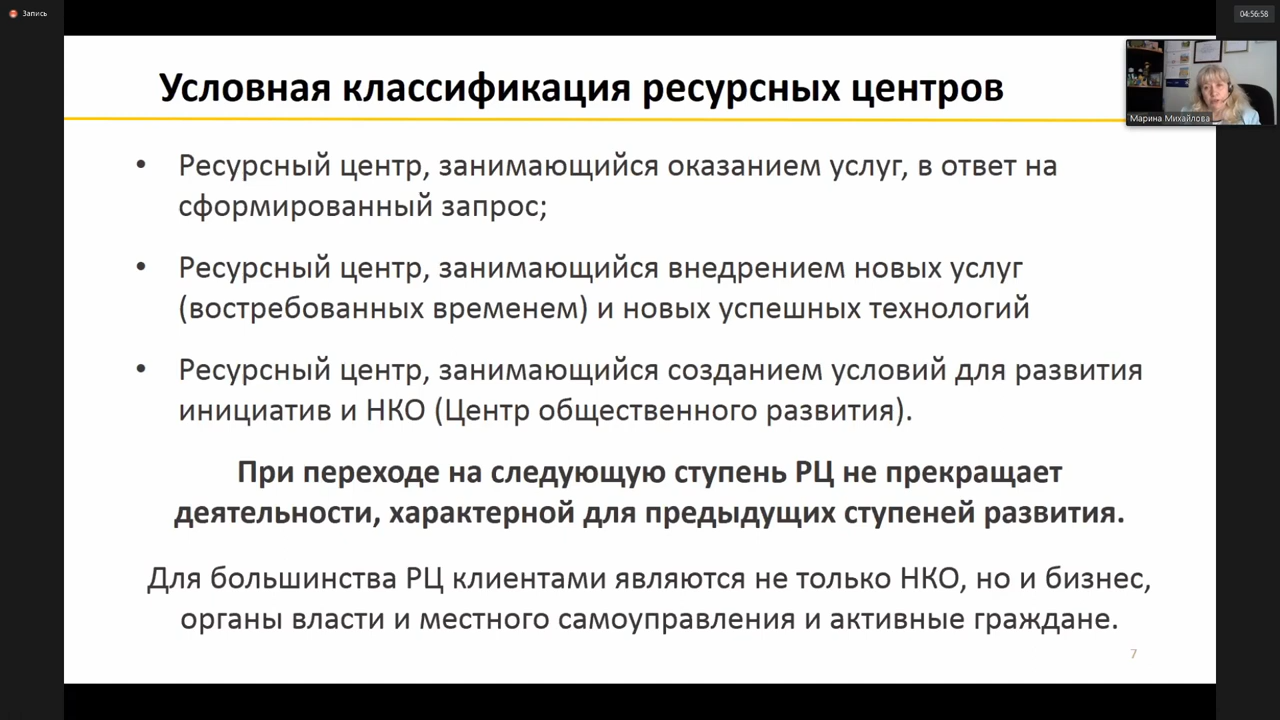 Запись
04:56:58
Условная классификация ресурсных центров
Марина Михайлова
• Ресурсный центр, занимающийся оказанием услуг, в ответ на
сформированный запрос;
• Ресурсный центр, занимающийся внедрением новых услуг
(востребованных временем) и новых успешных технологий
• Ресурсный центр, занимающийся созданием условий для развития
инициатив и НКО (Центр общественного развития).
При переходе на следующую ступень РЦ не прекращает
деятельности, характерной для предыдущих ступеней развития.
Для большинства РЦ клиентами являются не только НКО, но и бизнес,
органы власти и местного самоуправления и активные граждане.
7